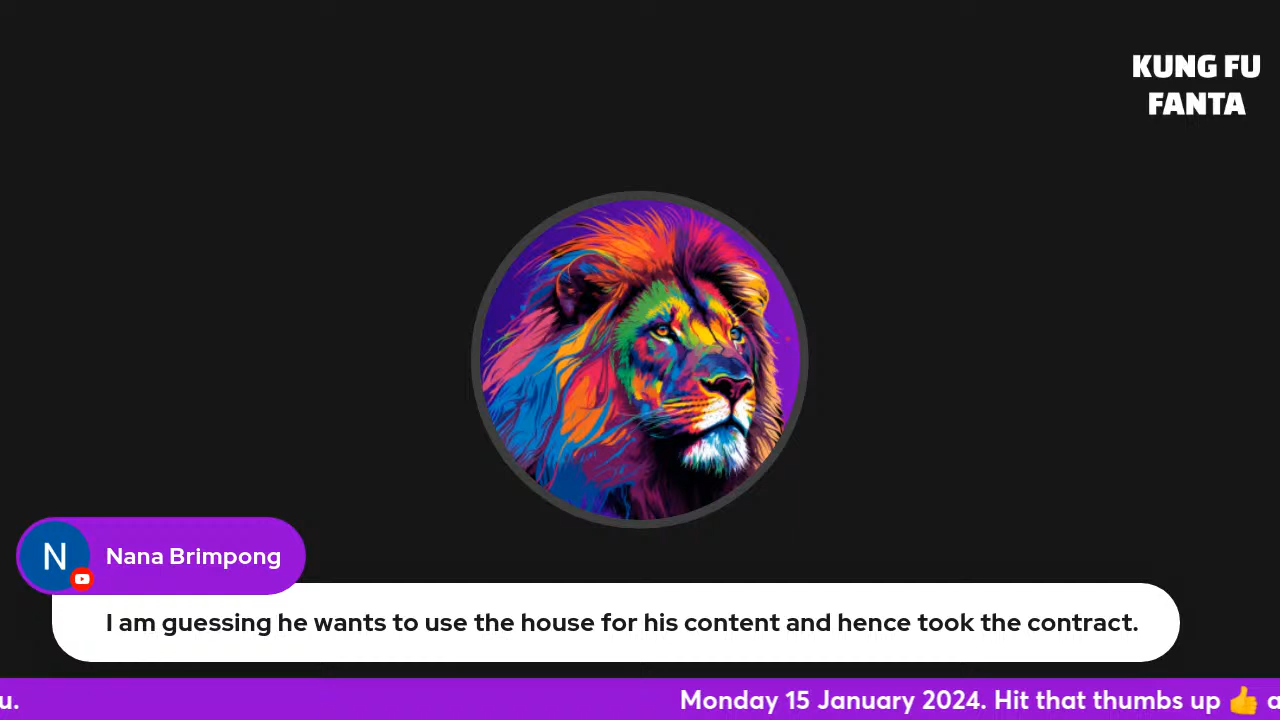 KUNG FU
FANTA
N
Nana Brimpong
I am guessing he wants to use the house for his content and hence took the contract.
u.
Monday 15 January 2024. Hit that thumbs up 👍